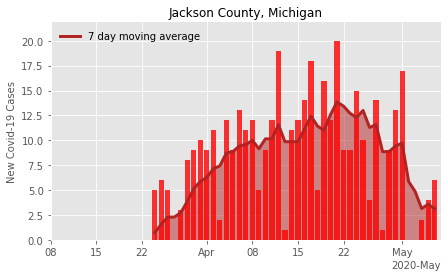 Jackson County, Michigan
7 day moving average
New Covid-19 Cases
20.0
17.5
15.0
12.5
10.0
7.5
5.0
2.5
0.0
08 15 22 Apr 08 15 22 May
2020-May